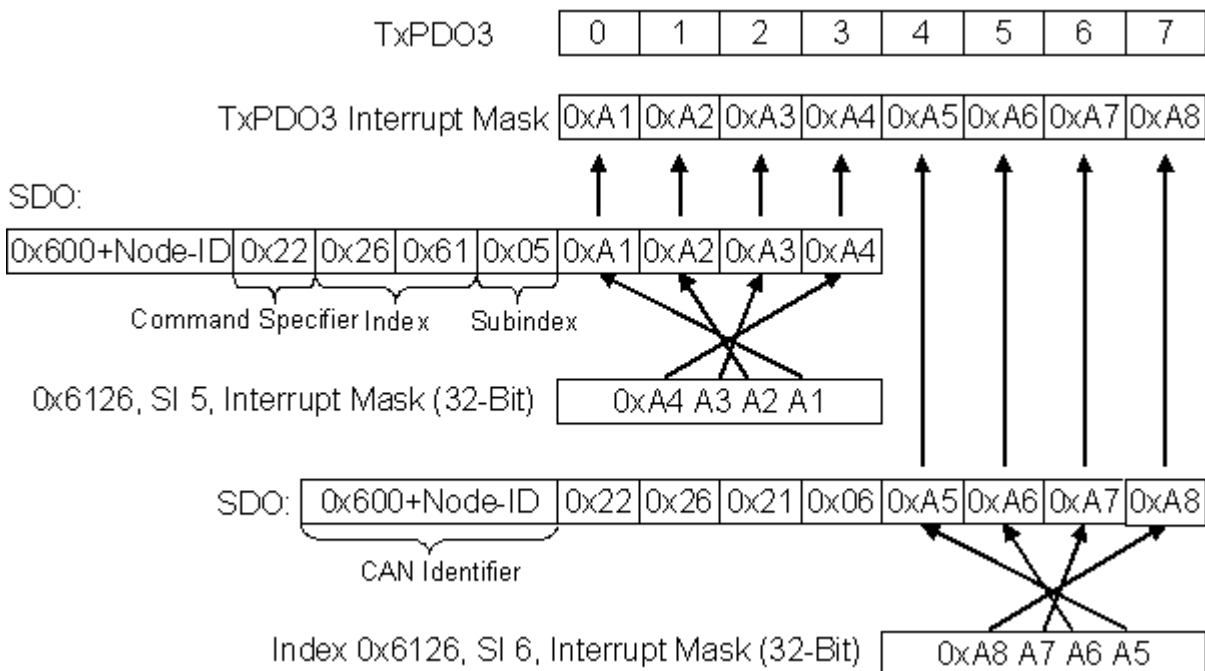 TxPDO3 0 1 2 3 4 5 6 7
TxPDO3 Interrupt Mask 0xA1 0xA2 0xA3 0xA4 0xA5 0xA6 0xA7 0xA8
SDO:
0x600+Node-ID 0x22 0x26 0x61 0x05 0xA1 0xA2 0xA3 0xA4
Command Specifier Index Subindex
0x6126, SI 5, Interrupt Mask (32-Bit) 0xA4 A3 A2 A1
SDO: 0x600+Node-ID 0x22 0x26 0x21 0x06 0xA5 0xA6 0xA7 0xA8
CAN Identifier
Index 0x6126, SI 6, Interrupt Mask (32-Bit) 0xA8 A7 A6 A5